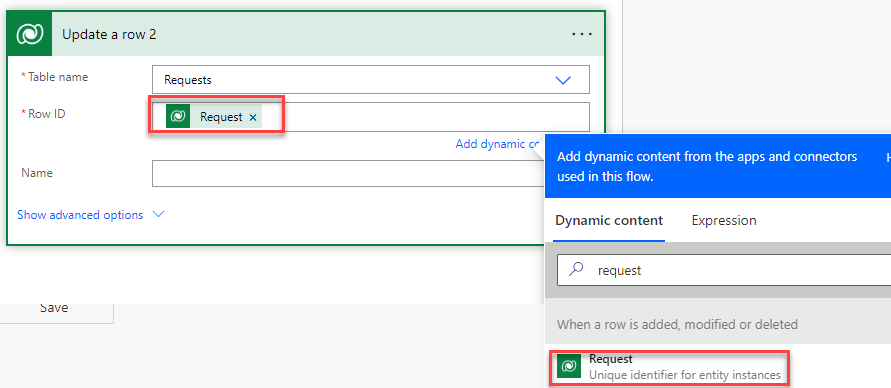 Update a row 2
* Table name
Requests
* Row ID
Request ×
Add dynamic co
Name
Show advanced options
Save
Add dynamic content from the apps and connectors
used in this flow.
Dynamic content Expression
request
When a row is added, modified or deleted
Request
Unique identifier for entity instances